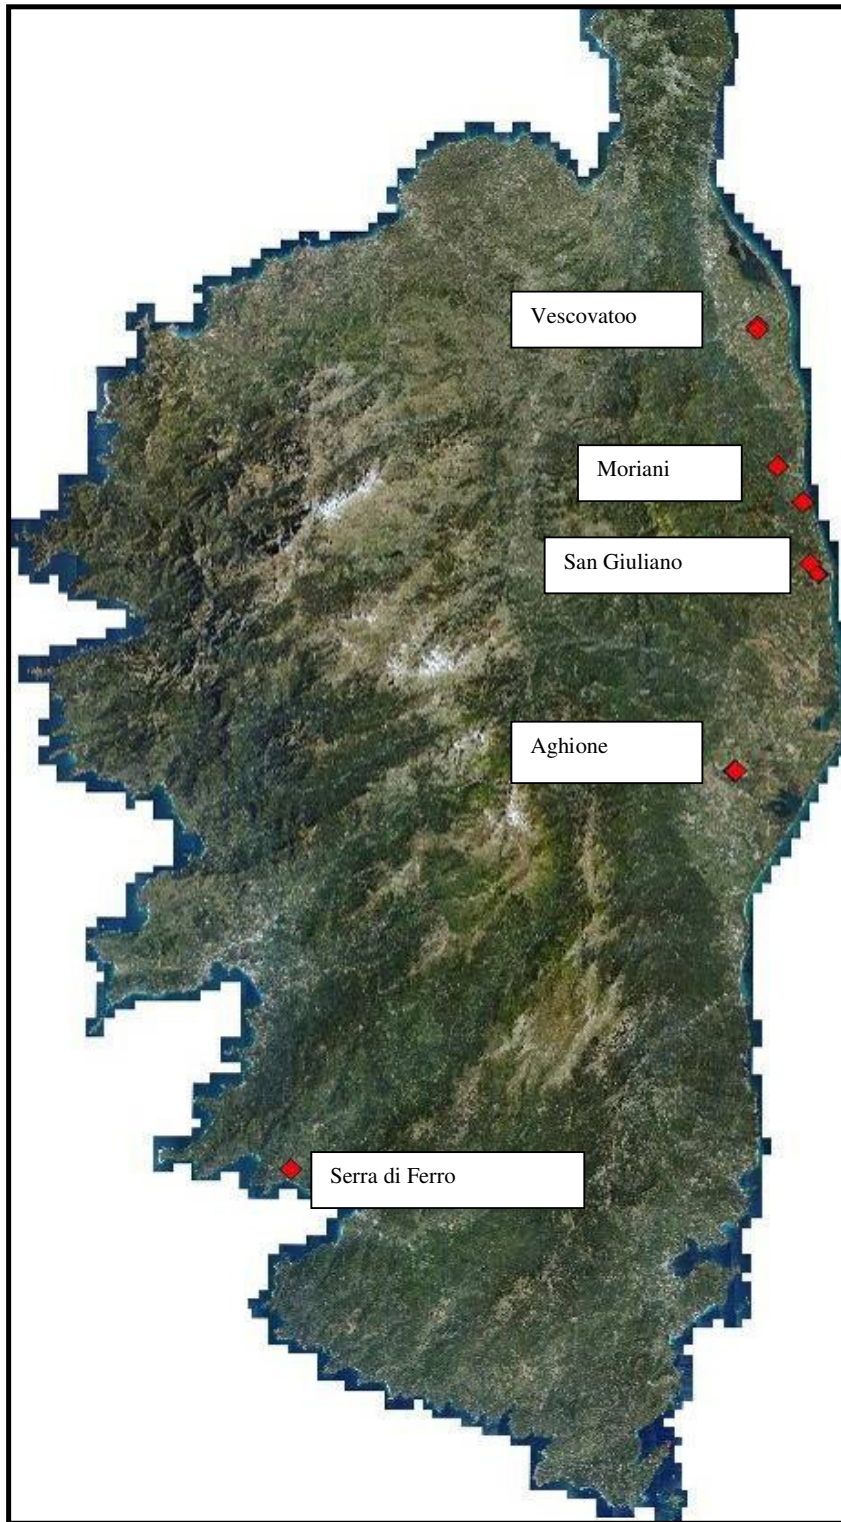 Vescovatoo
Moriani
San Giuliano
Aghione
Serra di Ferro